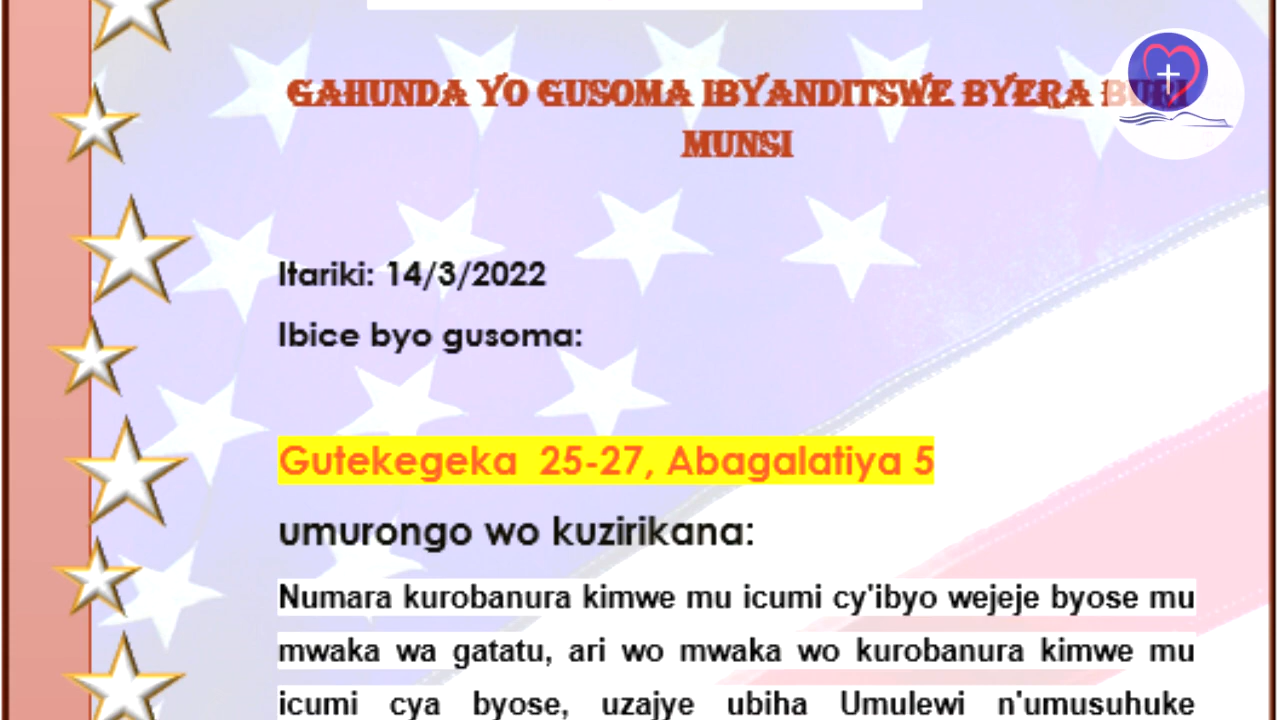 GAHUNDA YO GUSOMA IBYANDITSWE BYERA BURI
MUNSI
Itariki: 14/3/2022
Ibice byo gusoma:
Gutekegeka 25-27, Abagalatiya 5
umurongo wo kuzirikana:
Numara kurobanura kimwe mu icumi cy'ibyo wejeje byose mu
mwaka wa gatatu, ari wo mwaka wo kurobanura kimwe mu
icumi cya byose, uzajye ubiha Umulewi n'umusuhuke